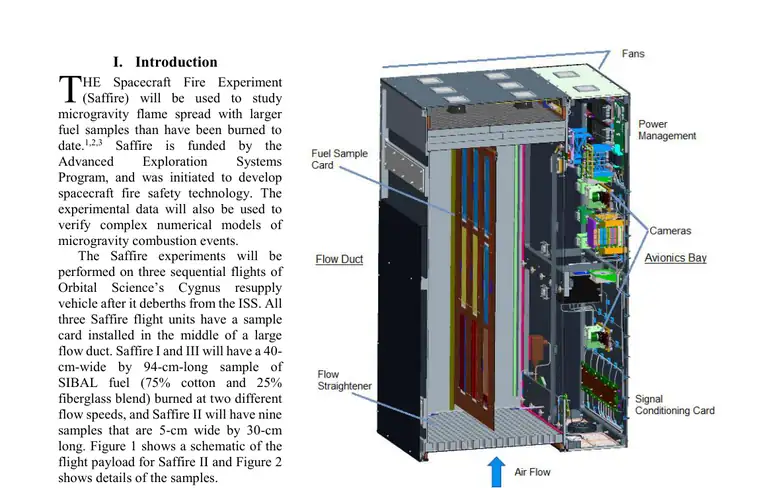 I. Introduction
THE Spacecraft Fire Experiment
(Saffire) will be used to study
microgravity flame spread with larger
fuel samples than have been burned to
date.1,2,3 Saffire is funded by the
Advanced Exploration Systems
Program, and was initiated to develop
spacecraft fire safety technology. The
experimental data will also be used to
verify complex numerical models of
microgravity combustion events.
The Saffire experiments will be
performed on three sequential flights of
Orbital Science's Cygnus resupply
vehicle after it deberths from the ISS. All
three Saffire flight units have a sample
card installed in the middle of a large
flow duct. Saffire I and III will have a 40-
cm-wide by 94-cm-long sample of
SIBAL fuel (75% cotton and 25%
fiberglass blend) burned at two different
flow speeds, and Saffire II will have nine
samples that are 5-cm wide by 30-cm
long. Figure 1 shows a schematic of the
flight payload for Saffire II and Figure 2
shows details of the samples.
Fans
Power
Management
Fuel Sample
Card
Cameras
Flow Duct
Avionics Bay
Flow
Straightener
Signal
Conditioning Card
Air Flow